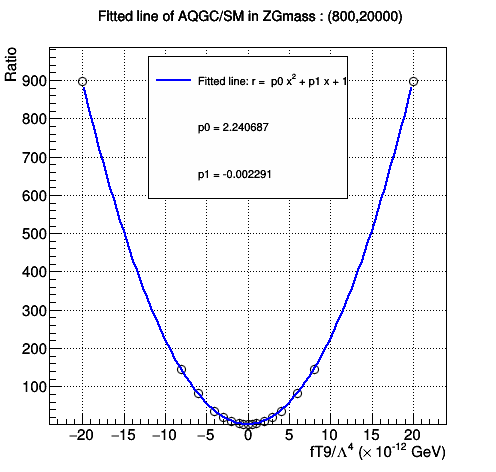 FItted line of AQGC/SM in ZGmass : (800,20000)
Ratio
Fitted line: r = p0 x² + p1 x + 1
p0 = 2.240687
p1 = -0.002291
900
800
700
600
500
400
300
200
100
−20 −15 −10 −5 0 5 10 15 20
fT9/Λ⁴ (× 10⁻¹² GeV)